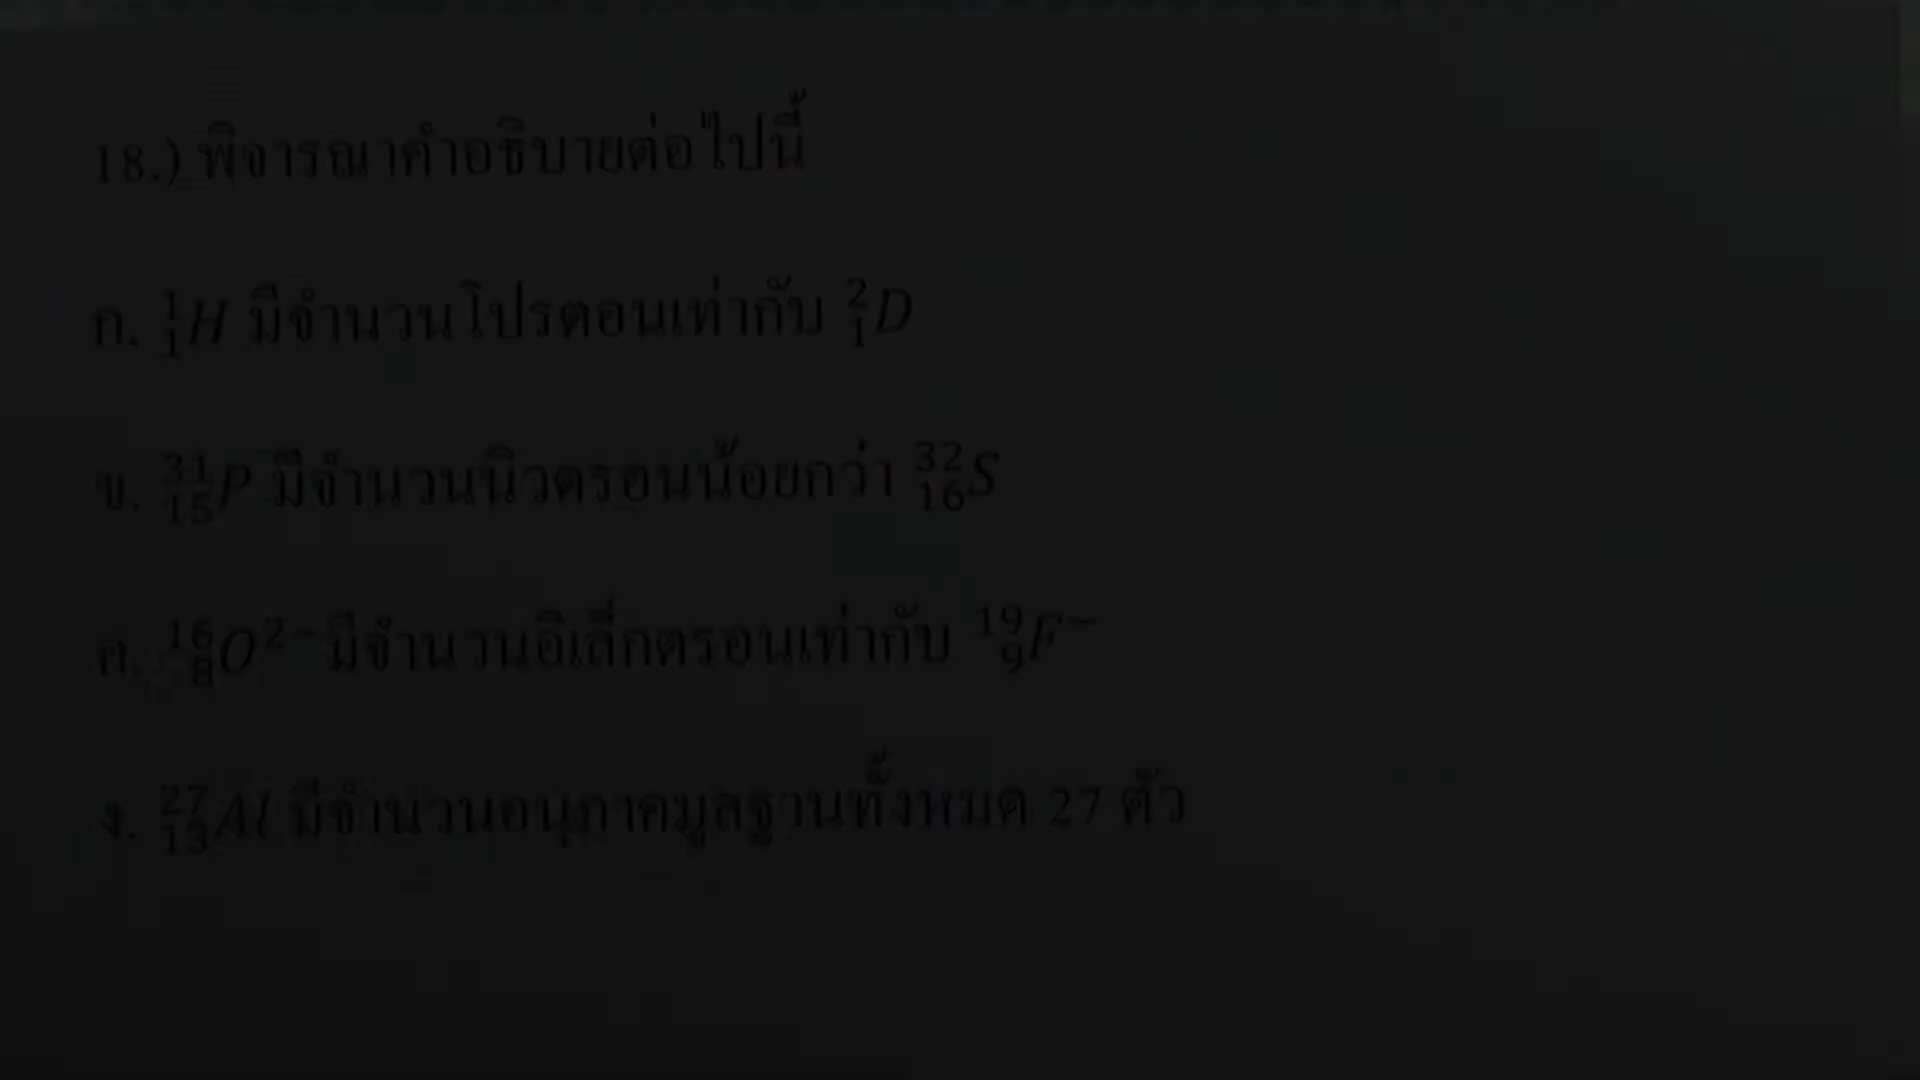 18.) พิจารณาคำอธิบายต่อไปนี้
ก. ¹₁H มีจำนวนโปรตอนเท่ากับ ²₁D
ข. ³¹₁₅P มีจำนวนนิวตรอนน้อยกว่า ³²₁₆S
ค. ¹⁶₈O²⁻ มีจำนวนอิเล็กตรอนเท่ากับ ¹⁹₉F⁻
ง. ²⁷₁₃Al มีจำนวนอนุภาคมูลฐานทั้งหมด 27 ตัว